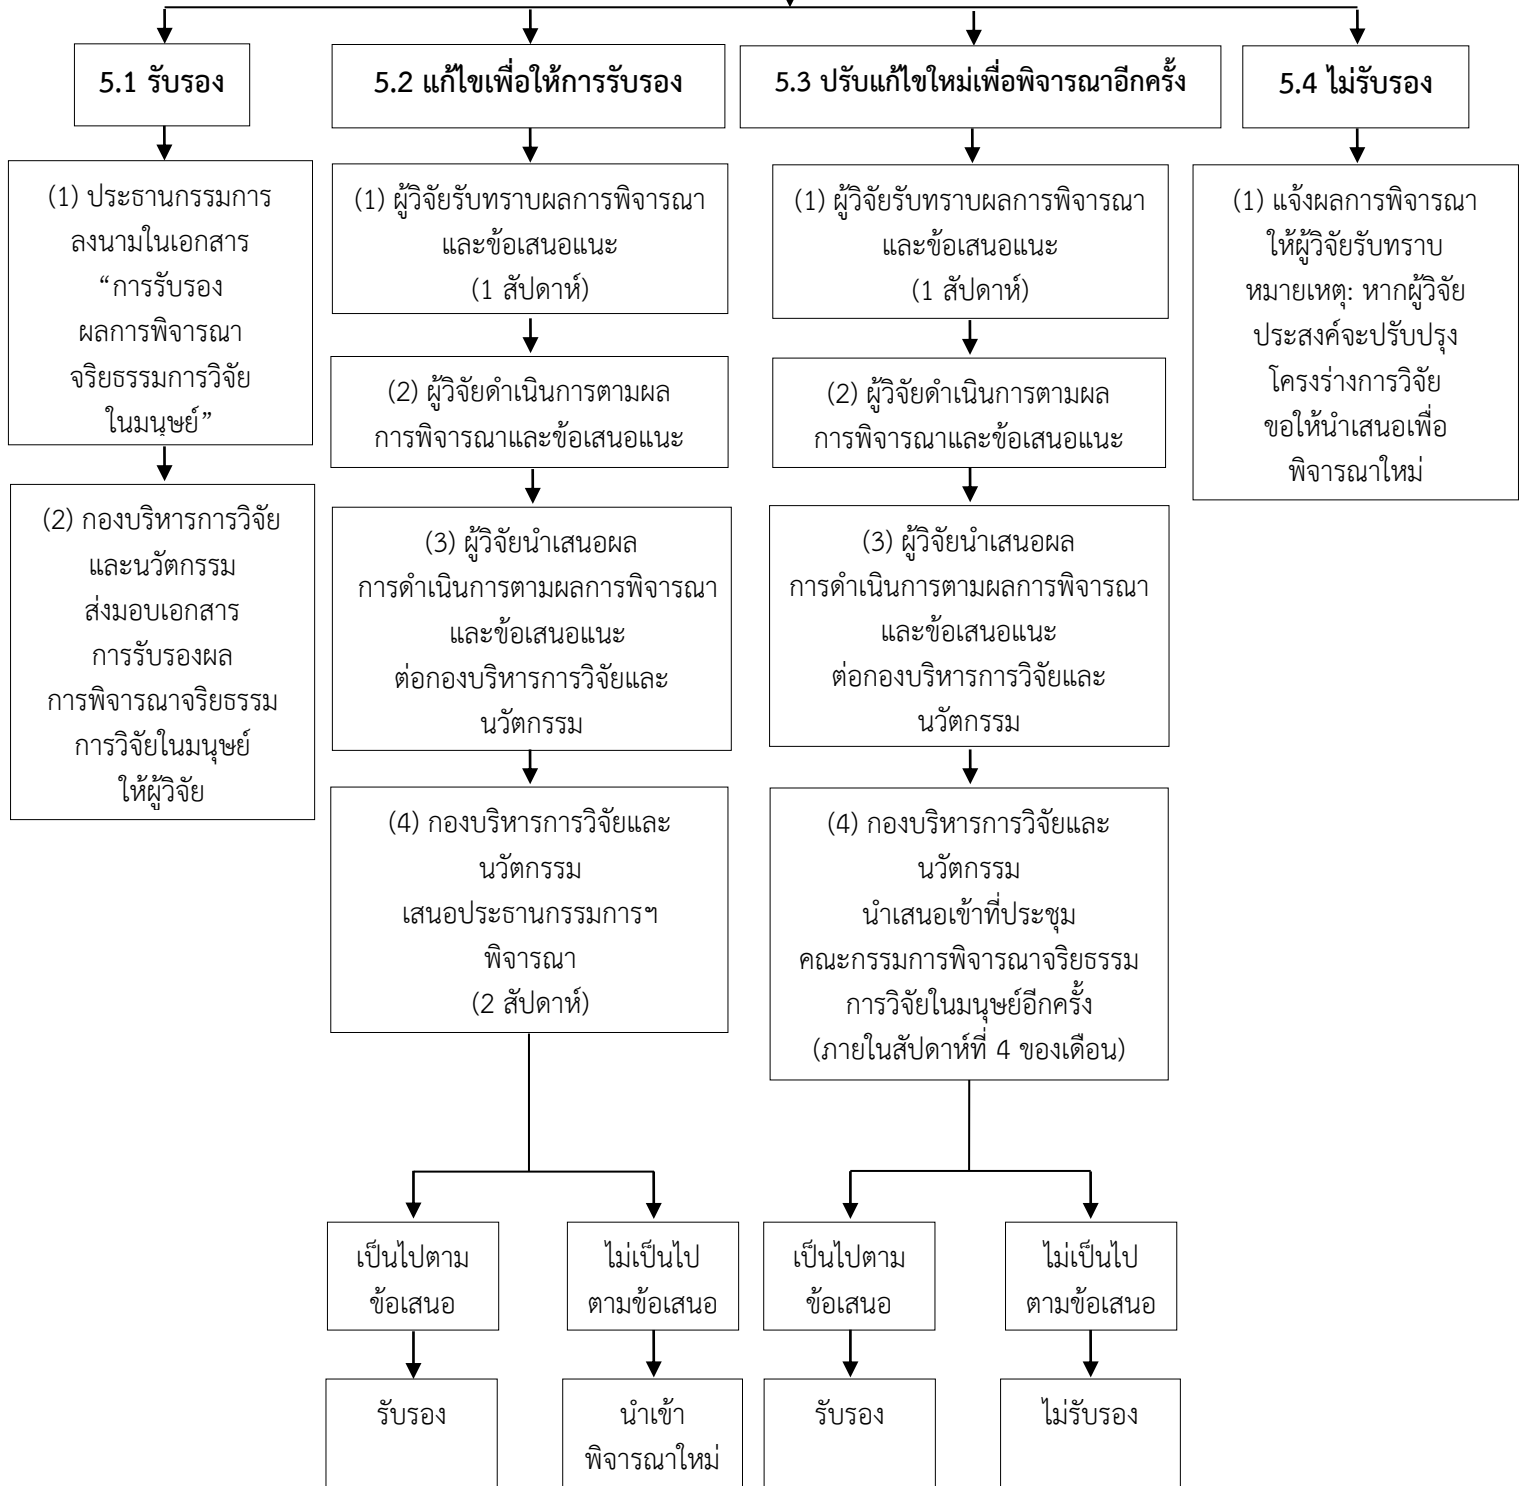 5.1 รับรอง
5.2 แก้ไขเพื่อให้การรับรอง
5.3 ปรับแก้ไขใหม่เพื่อพิจารณาอีกครั้ง
5.4 ไม่รับรอง
(1) ประธานกรรมการ
ลงนามในเอกสาร
“การรับรอง
ผลการพิจารณา
จริยธรรมการวิจัย
ในมนุษย์”
(2) กองบริหารการวิจัย
และนวัตกรรม
ส่งมอบเอกสาร
การรับรองผล
การพิจารณาจริยธรรม
การวิจัยในมนุษย์
ให้ผู้วิจัย
(1) ผู้วิจัยรับทราบผลการพิจารณา
และข้อเสนอแนะ
(1 สัปดาห์)
(2) ผู้วิจัยดำเนินการตามผล
การพิจารณาและข้อเสนอแนะ
(3) ผู้วิจัยนำเสนอผล
การดำเนินการตามผลการพิจารณา
และข้อเสนอแนะ
ต่อกองบริหารการวิจัยและ
นวัตกรรม
(4) กองบริหารการวิจัยและ
นวัตกรรม
เสนอประธานกรรมการฯ
พิจารณา
(2 สัปดาห์)
เป็นไปตาม
ข้อเสนอ
รับรอง
ไม่เป็นไป
ตามข้อเสนอ
นำเข้า
พิจารณาใหม่
(1) ผู้วิจัยรับทราบผลการพิจารณา
และข้อเสนอแนะ
(1 สัปดาห์)
(2) ผู้วิจัยดำเนินการตามผล
การพิจารณาและข้อเสนอแนะ
(3) ผู้วิจัยนำเสนอผล
การดำเนินการตามผลการพิจารณา
และข้อเสนอแนะ
ต่อกองบริหารการวิจัยและ
นวัตกรรม
(4) กองบริหารการวิจัยและ
นวัตกรรม
นำเสนอเข้าที่ประชุม
คณะกรรมการพิจารณาจริยธรรม
การวิจัยในมนุษย์อีกครั้ง
(ภายในสัปดาห์ที่ 4 ของเดือน)
เป็นไปตาม
ข้อเสนอ
รับรอง
ไม่เป็นไป
ตามข้อเสนอ
ไม่รับรอง
(1) แจ้งผลการพิจารณา
ให้ผู้วิจัยรับทราบ
หมายเหตุ: หากผู้วิจัย
ประสงค์จะปรับปรุง
โครงร่างการวิจัย
ขอให้นำเสนอเพื่อ
พิจารณาใหม่